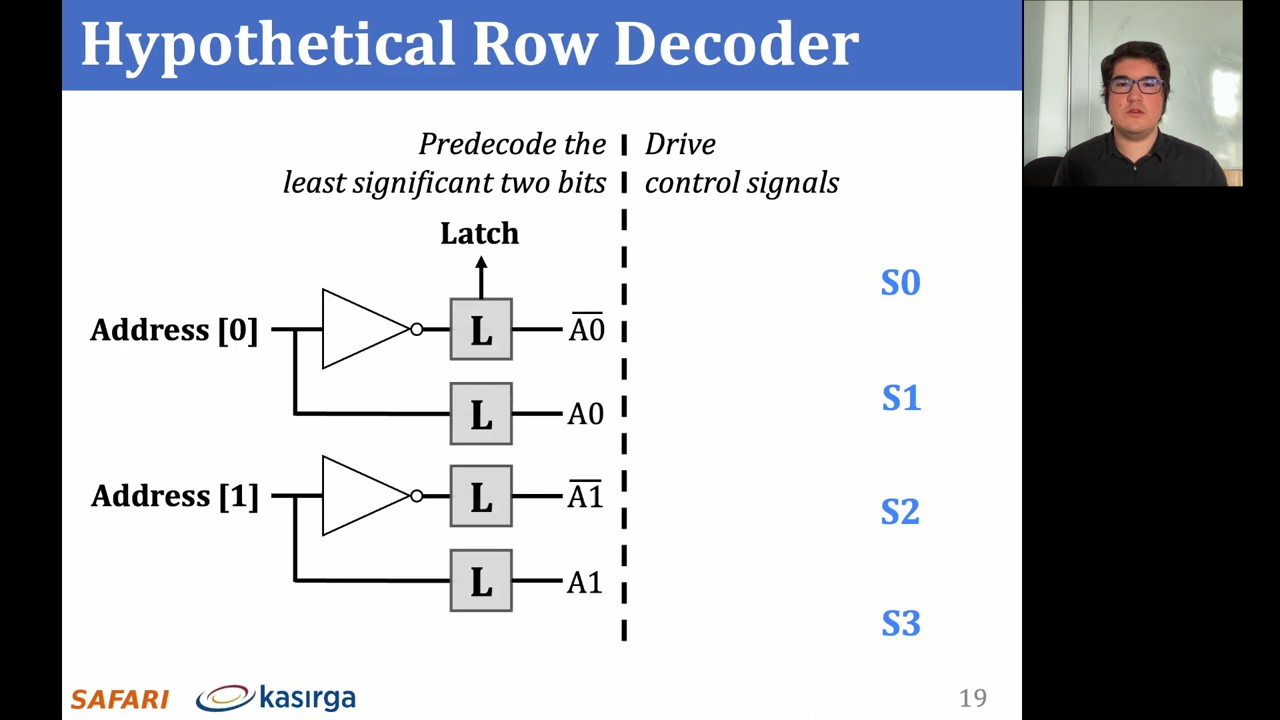 Hypothetical Row Decoder
Predecode the
least significant two bits
Drive
control signals
Latch
S0
Address [0]
L
A̅0̅
S1
L
A0
Address [1]
L
A̅1̅
S2
L
A1
S3
SAFARI
kasırga
19